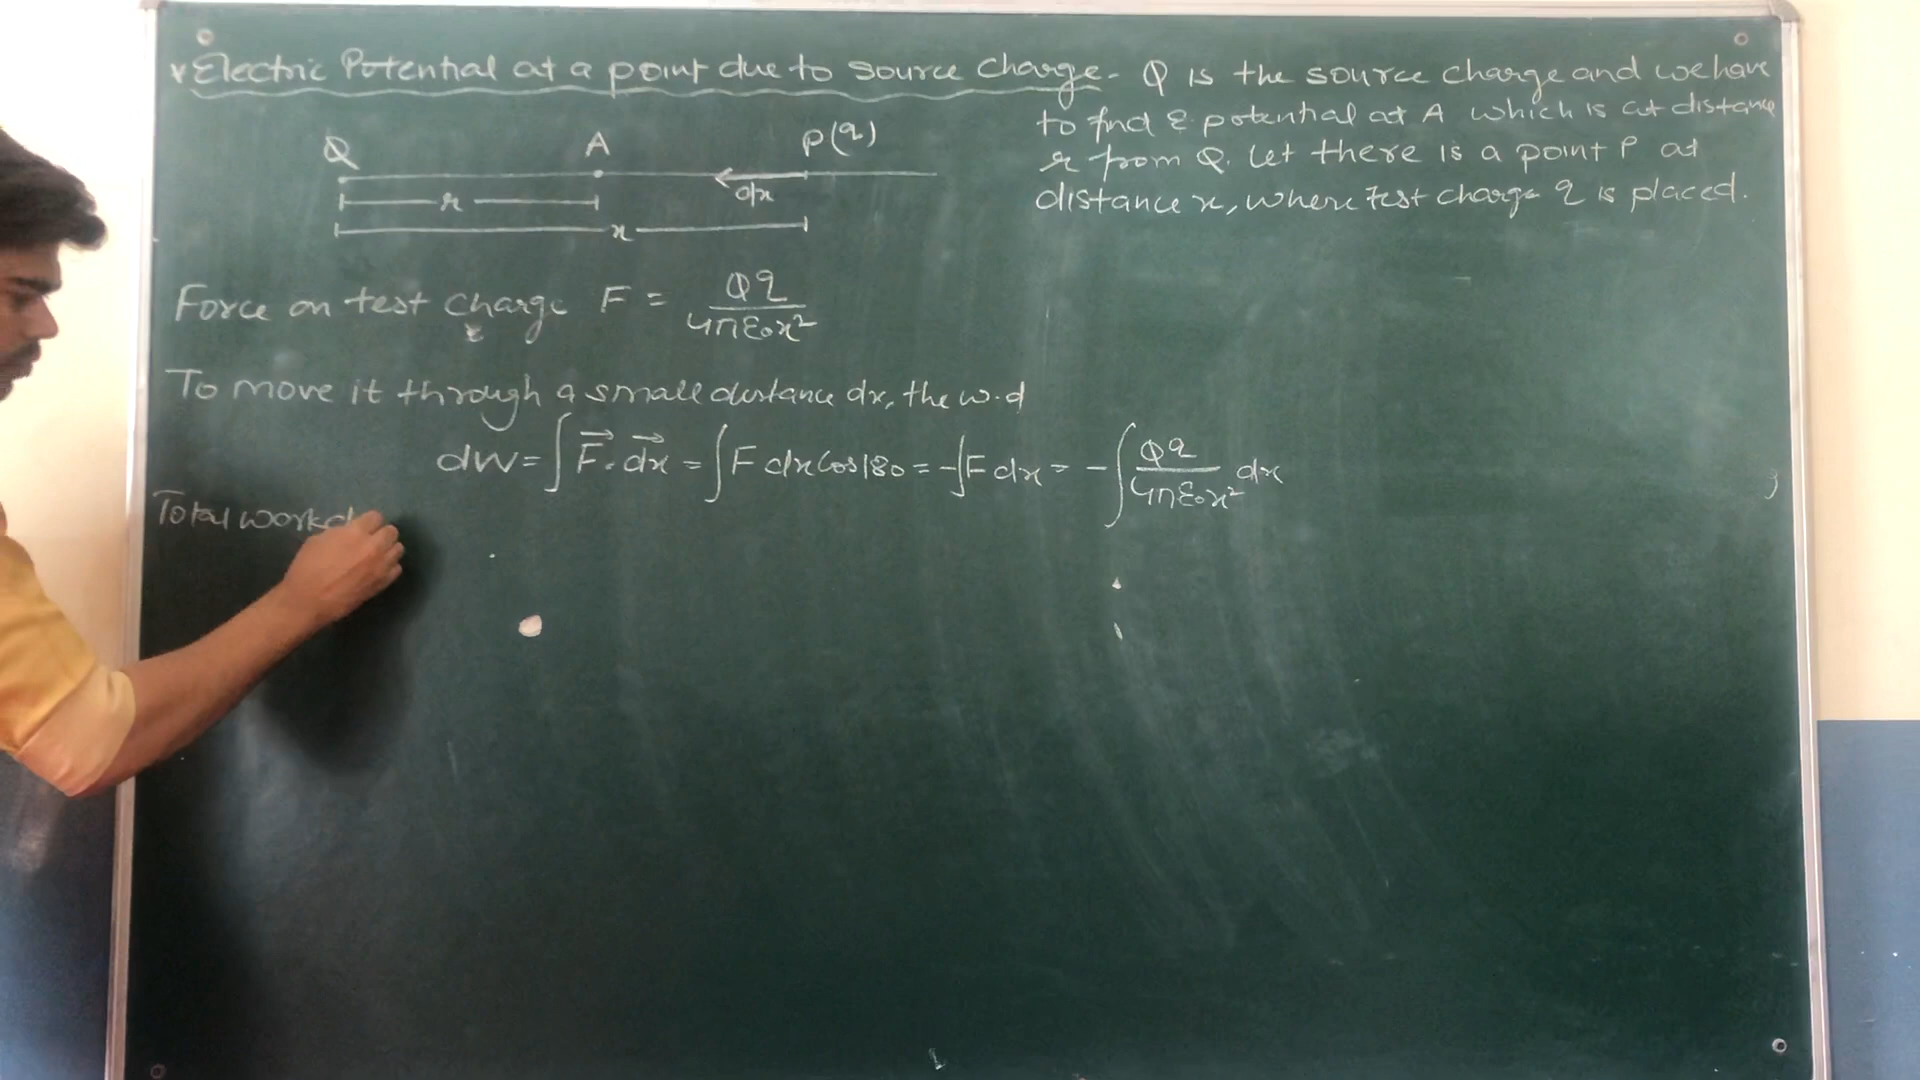 Electric Potential at a point due to source charge - Q is the source charge and we have
to find E potential at A which is at distance
r from Q. Let there is a point P at
distance x, where test charge q is placed.
Q A P(q)
dx
r
x
Force on test charge F = Qq / 4πε₀x²
To move it through a small distance dx, the w.d
dW = ∫ F⃗ . dx⃗ = ∫ F dx Cos180 = -∫F dx = -∫ Qq / 4πε₀x² dx
Total work